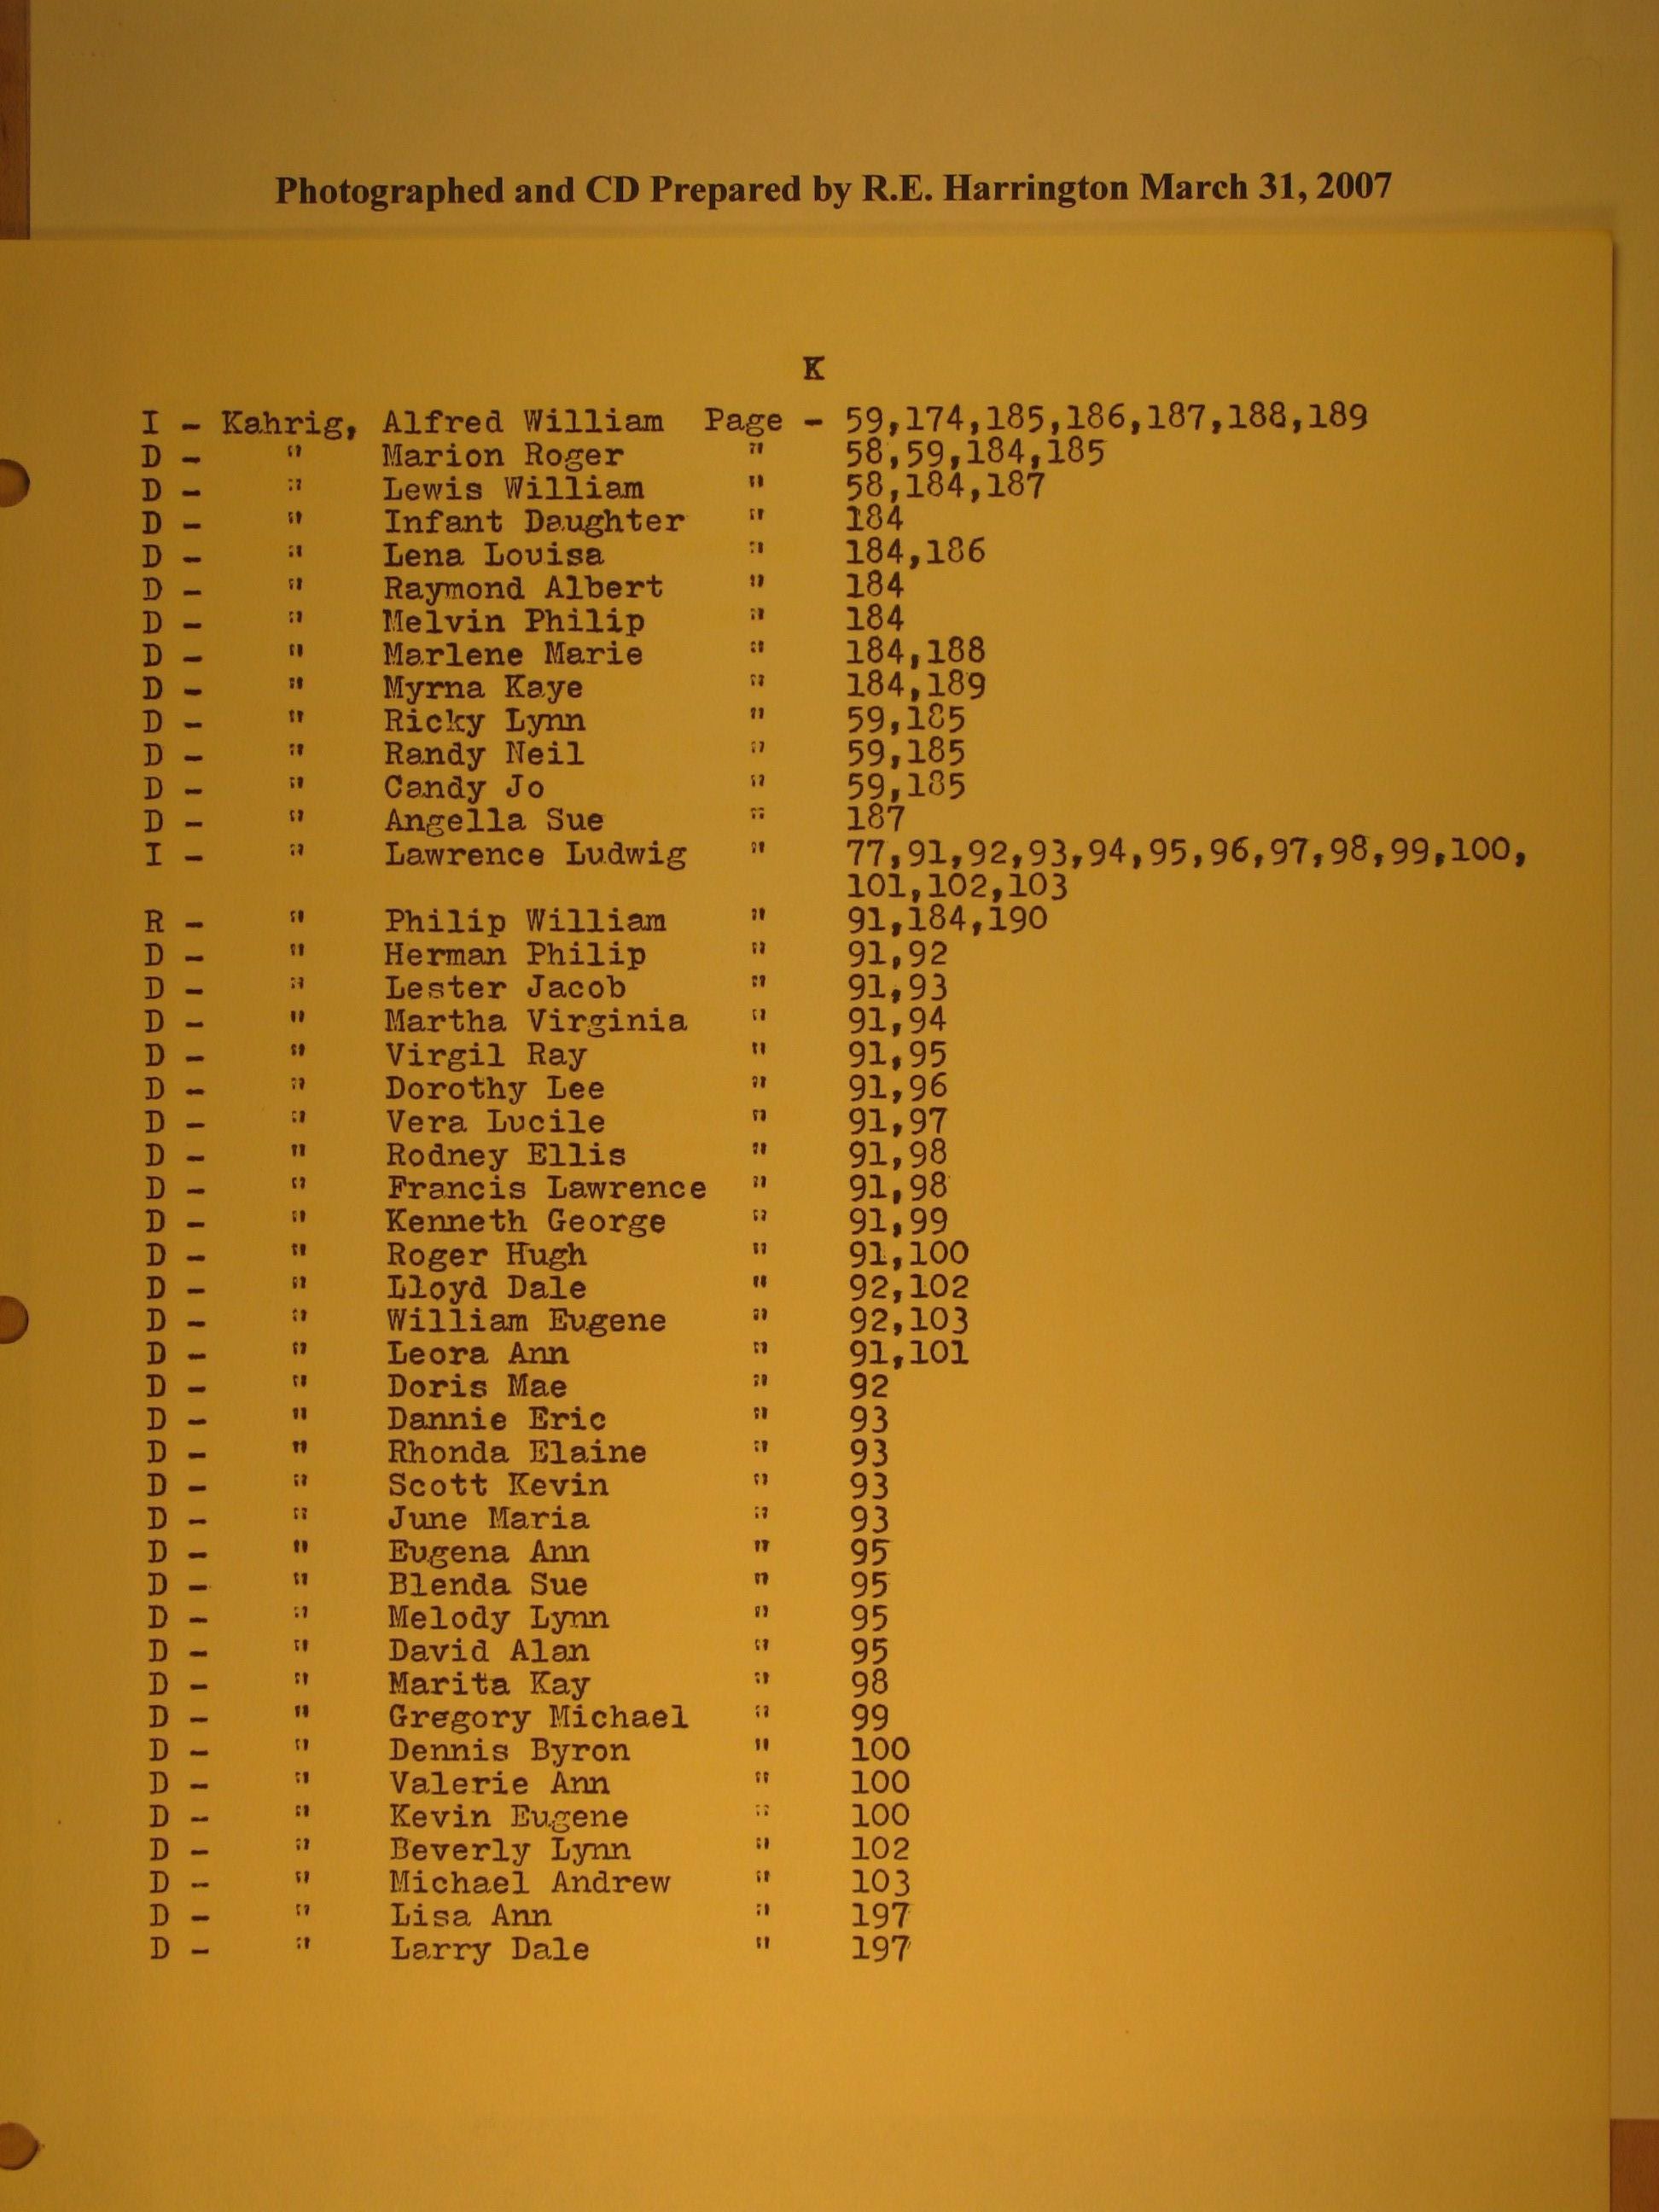 Photographed and CD Prepared by R.E. Harrington March 31, 2007
K
I - Kahrig, Alfred William Page - 59,174,185,186,187,188,189
D - " Marion Roger " 58,59,184,185
D - " Lewis William " 58,184,187
D - " Infant Daughter " 184
D - " Lena Louisa " 184,186
D - " Raymond Albert " 184
D - " Melvin Philip " 184
D - " Marlene Marie " 184,188
D - " Myrna Kaye " 184,189
D - " Ricky Lynn " 59,185
D - " Randy Neil " 59,185
D - " Candy Jo " 59,185
D - " Angella Sue " 187
I - " Lawrence Ludwig " 77,91,92,93,94,95,96,97,98,99,100,
101,102,103
R - " Philip William " 91,184,190
D - " Herman Philip " 91,92
D - " Lester Jacob " 91,93
D - " Martha Virginia " 91,94
D - " Virgil Ray " 91,95
D - " Dorothy Lee " 91,96
D - " Vera Lucile " 91,97
D - " Rodney Ellis " 91,98
D - " Francis Lawrence " 91,98
D - " Kenneth George " 91,99
D - " Roger Hugh " 91,100
D - " Lloyd Dale " 92,102
D - " William Eugene " 92,103
D - " Leora Ann " 91,101
D - " Doris Mae " 92
D - " Dannie Eric " 93
D - " Rhonda Elaine " 93
D - " Scott Kevin " 93
D - " June Maria " 93
D - " Eugena Ann " 95
D - " Blenda Sue " 95
D - " Melody Lynn " 95
D - " David Alan " 95
D - " Marita Kay " 98
D - " Gregory Michael " 99
D - " Dennis Byron " 100
D - " Valerie Ann " 100
D - " Kevin Eugene " 100
D - " Beverly Lynn " 102
D - " Michael Andrew " 103
D - " Lisa Ann " 197
D - " Larry Dale " 197